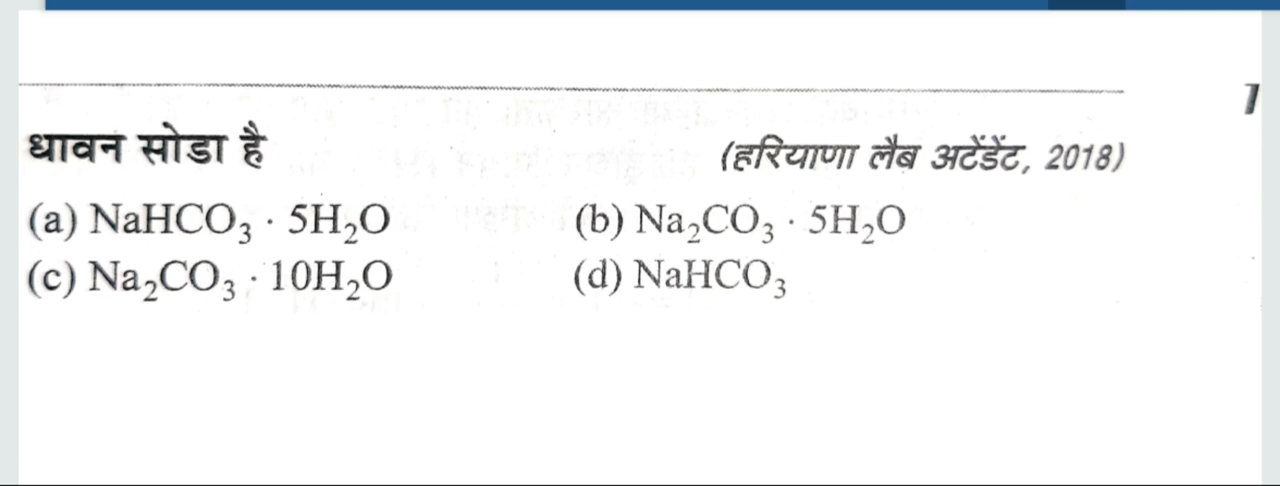 धावन सोडा है (हरियाणा लैब अटेंडेंट, 2018)
(a) NaHCO₃ · 5H₂O (b) Na₂CO₃ · 5H₂O
(c) Na₂CO₃ · 10H₂O (d) NaHCO₃